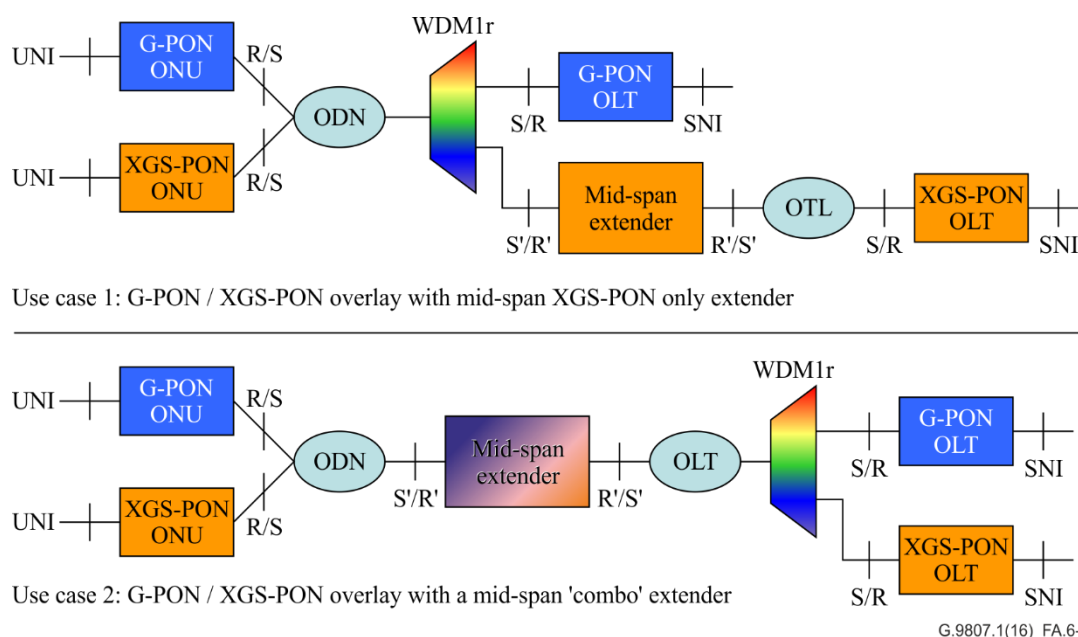 WDM1r
UNI
G-PON
ONU
R/S
G-PON
OLT
S/R
SNI
ODN
UNI
XGS-PON
ONU
R/S
Mid-span
extender
S'/R'
R'/S'
OTL
S/R
XGS-PON
OLT
SNI
Use case 1: G-PON / XGS-PON overlay with mid-span XGS-PON only extender
WDM1r
UNI
G-PON
ONU
R/S
ODN
S'/R'
Mid-span
extender
R'/S'
OLT
G-PON
OLT
S/R
SNI
UNI
XGS-PON
ONU
R/S
XGS-PON
OLT
S/R
SNI
Use case 2: G-PON / XGS-PON overlay with a mid-span 'combo' extender
G.9807.1(16)_FA.6-